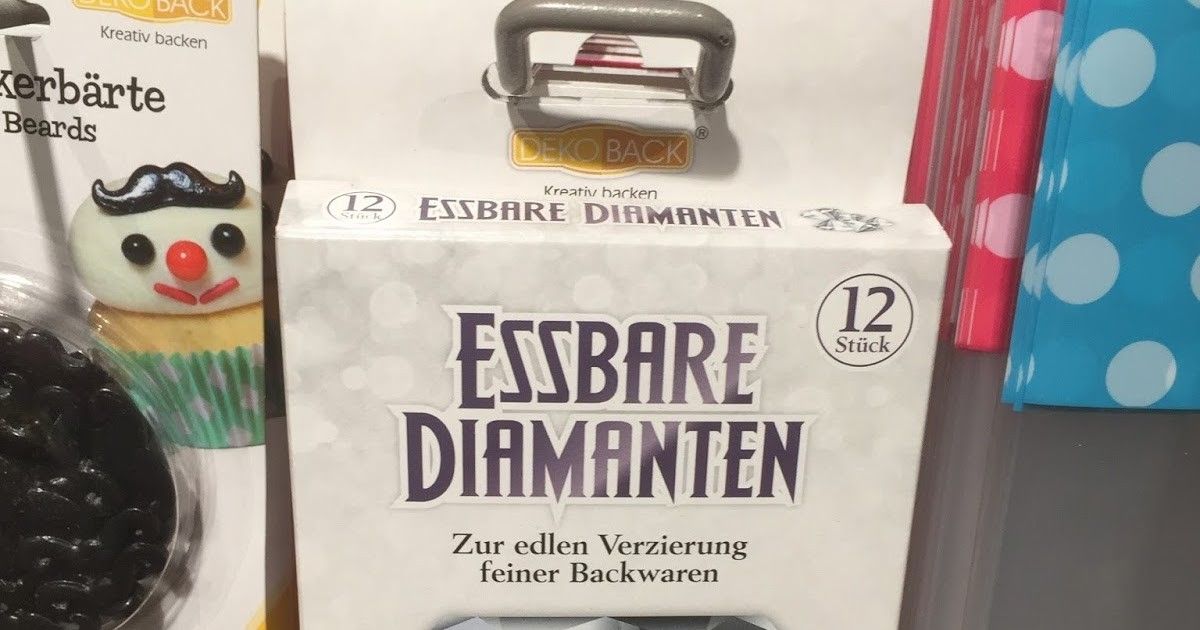 DEKO BACK
Kreativ backen
kerbärte
Beards
DEKO BACK®
Kreativ backen
12 Stück
ESSBARE DIAMANTEN
12
Stück
ESSBARE
DIAMANTEN
Zur edlen Verzierung
feiner Backwaren